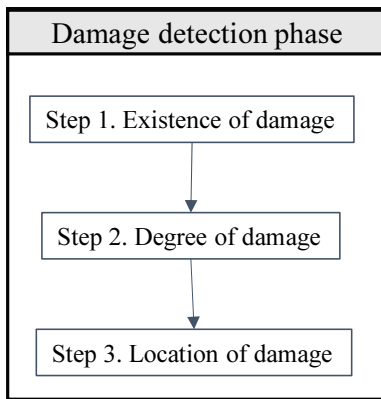 Damage detection phase
Step 1. Existence of damage
Step 2. Degree of damage
Step 3. Location of damage